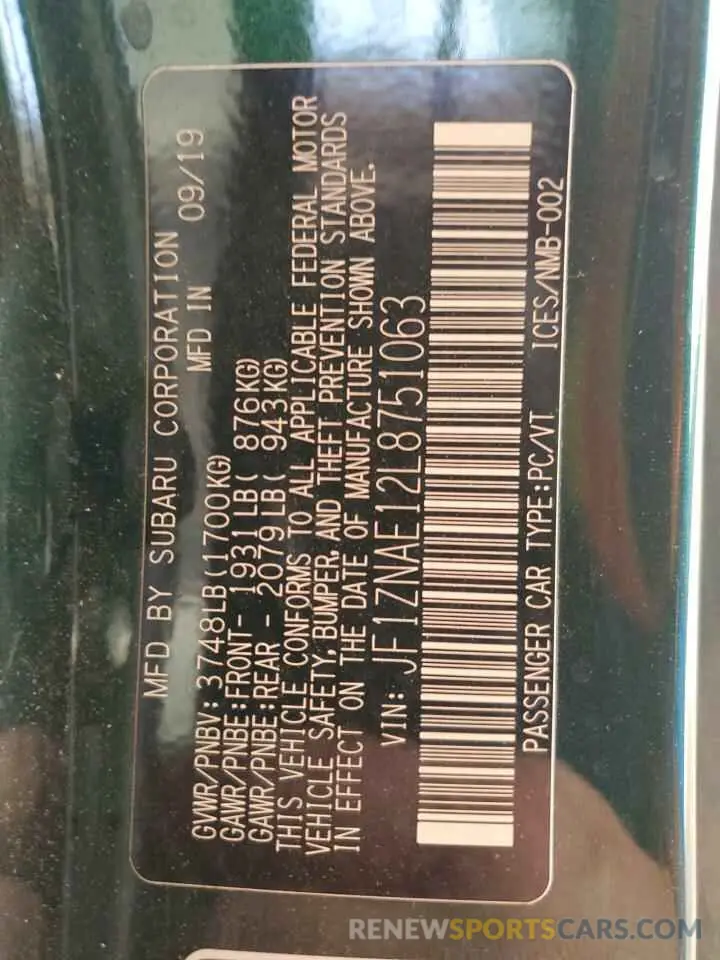 MFD BY SUBARU CORPORATION
MFD IN 09/19
GVWR/PNBV: 3748LB(1700KG)
GAWR/PNBE:FRONT- 1931LB( 876KG)
GAWR/PNBE:REAR - 2079LB( 943KG)
THIS VEHICLE CONFORMS TO ALL APPLICABLE FEDERAL MOTOR
VEHICLE SAFETY, BUMPER, AND THEFT PREVENTION STANDARDS
IN EFFECT ON THE DATE OF MANUFACTURE SHOWN ABOVE.
VIN: JF1ZNAE12L8751063
PASSENGER CAR TYPE:PC/VT ICES/NMB-002
RENEWSPORTSCARS.COM